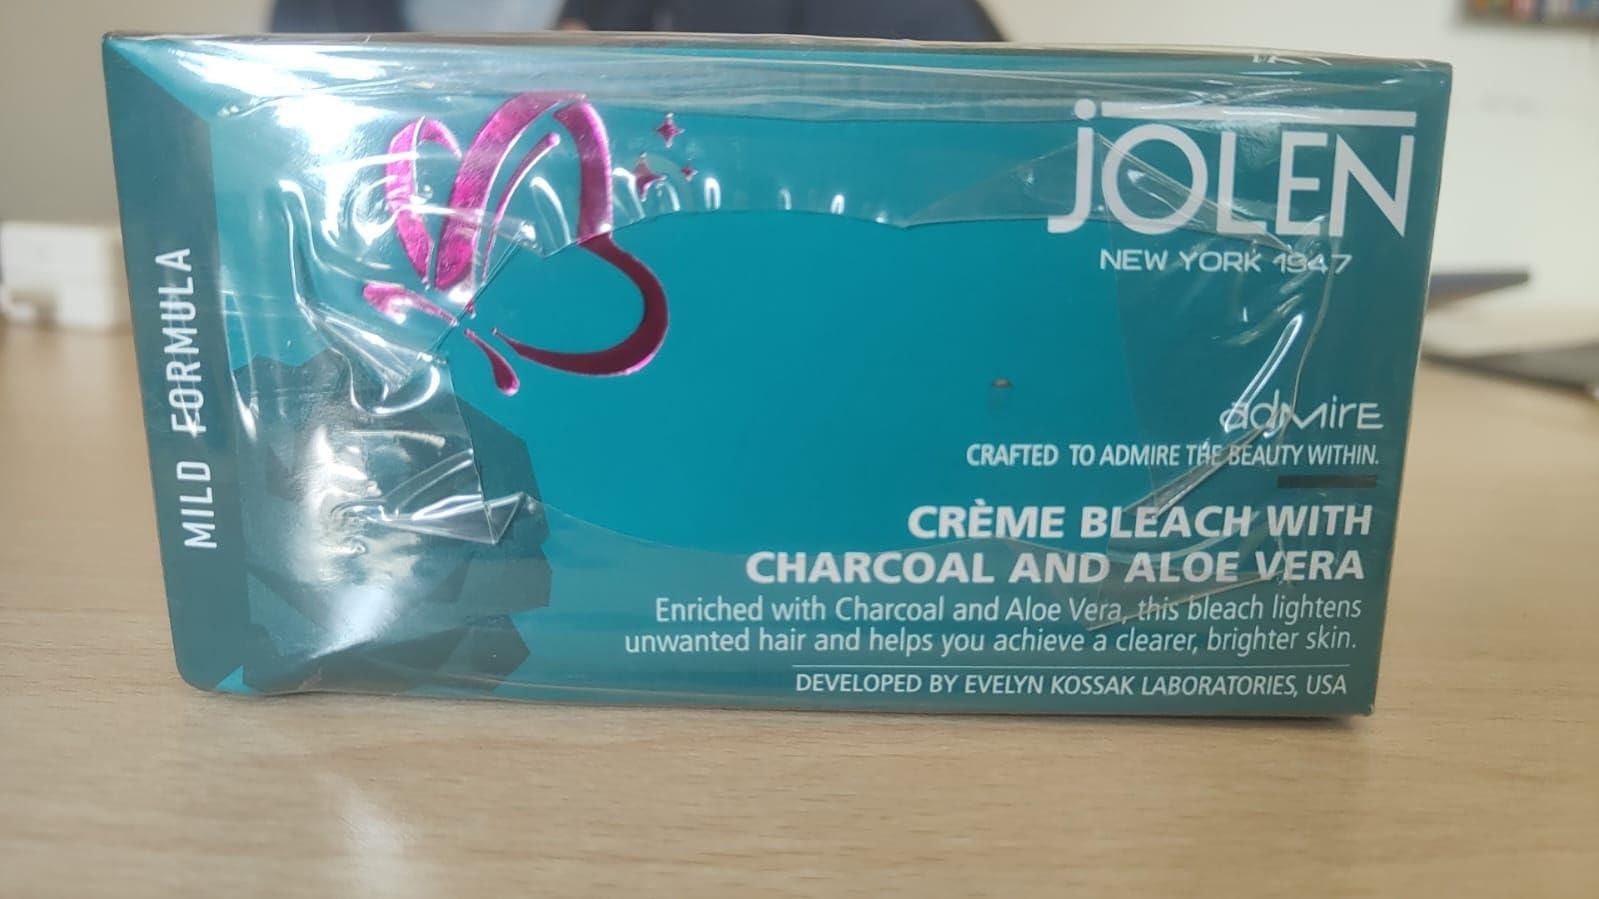 MILD FORMULA
JOLEN
NEW YORK 1947
admire
CRAFTED TO ADMIRE THE BEAUTY WITHIN.
CRÈME BLEACH WITH
CHARCOAL AND ALOE VERA
Enriched with Charcoal and Aloe Vera, this bleach lightens
unwanted hair and helps you achieve a clearer, brighter skin.
DEVELOPED BY EVELYN KOSSAK LABORATORIES, USA